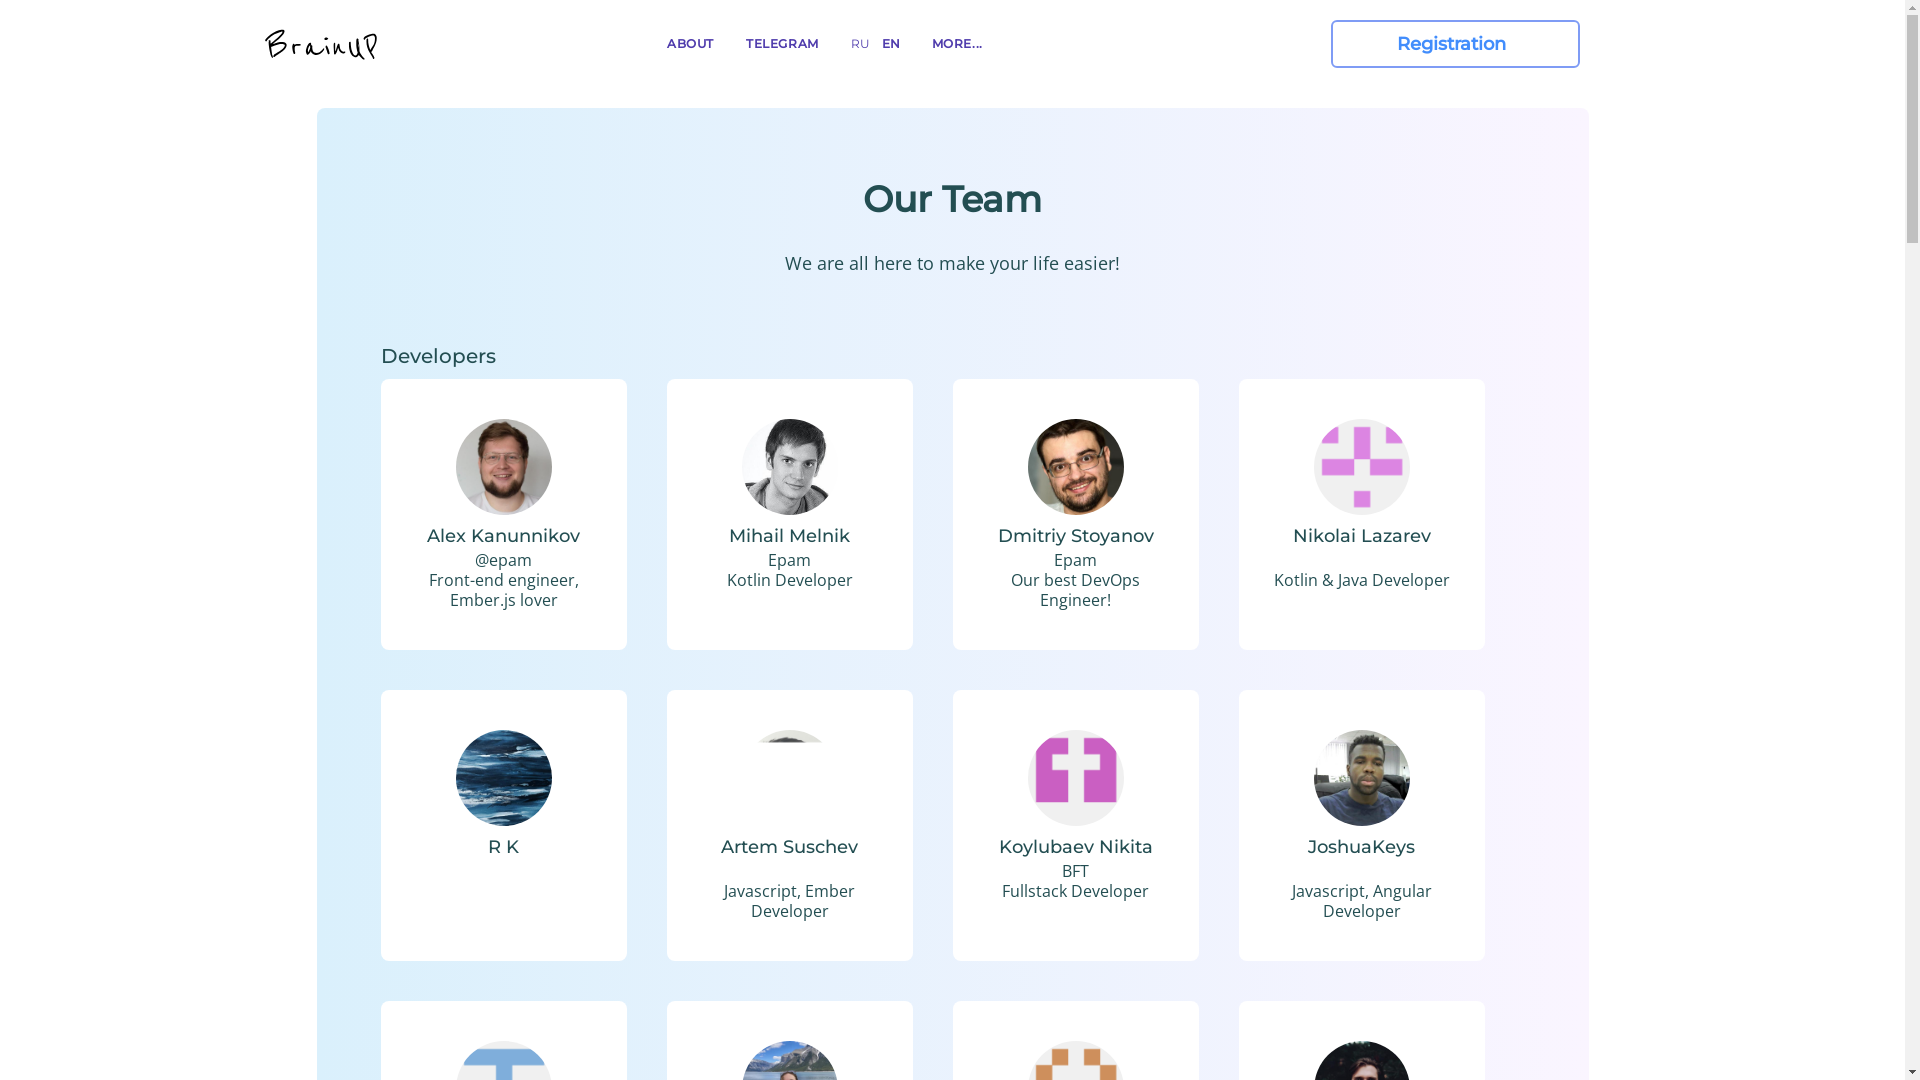 BrainUP
ABOUT
TELEGRAM
RU
EN
MORE...
Registration
Our Team
We are all here to make your life easier!
Developers
Alex Kanunnikov
@epam
Front-end engineer,
Ember.js lover
Mihail Melnik
Epam
Kotlin Developer
Dmitriy Stoyanov
Epam
Our best DevOps
Engineer!
Nikolai Lazarev
Kotlin & Java Developer
R K
Artem Suschev
Javascript, Ember
Developer
Koylubaev Nikita
BFT
Fullstack Developer
JoshuaKeys
Javascript, Angular
Developer